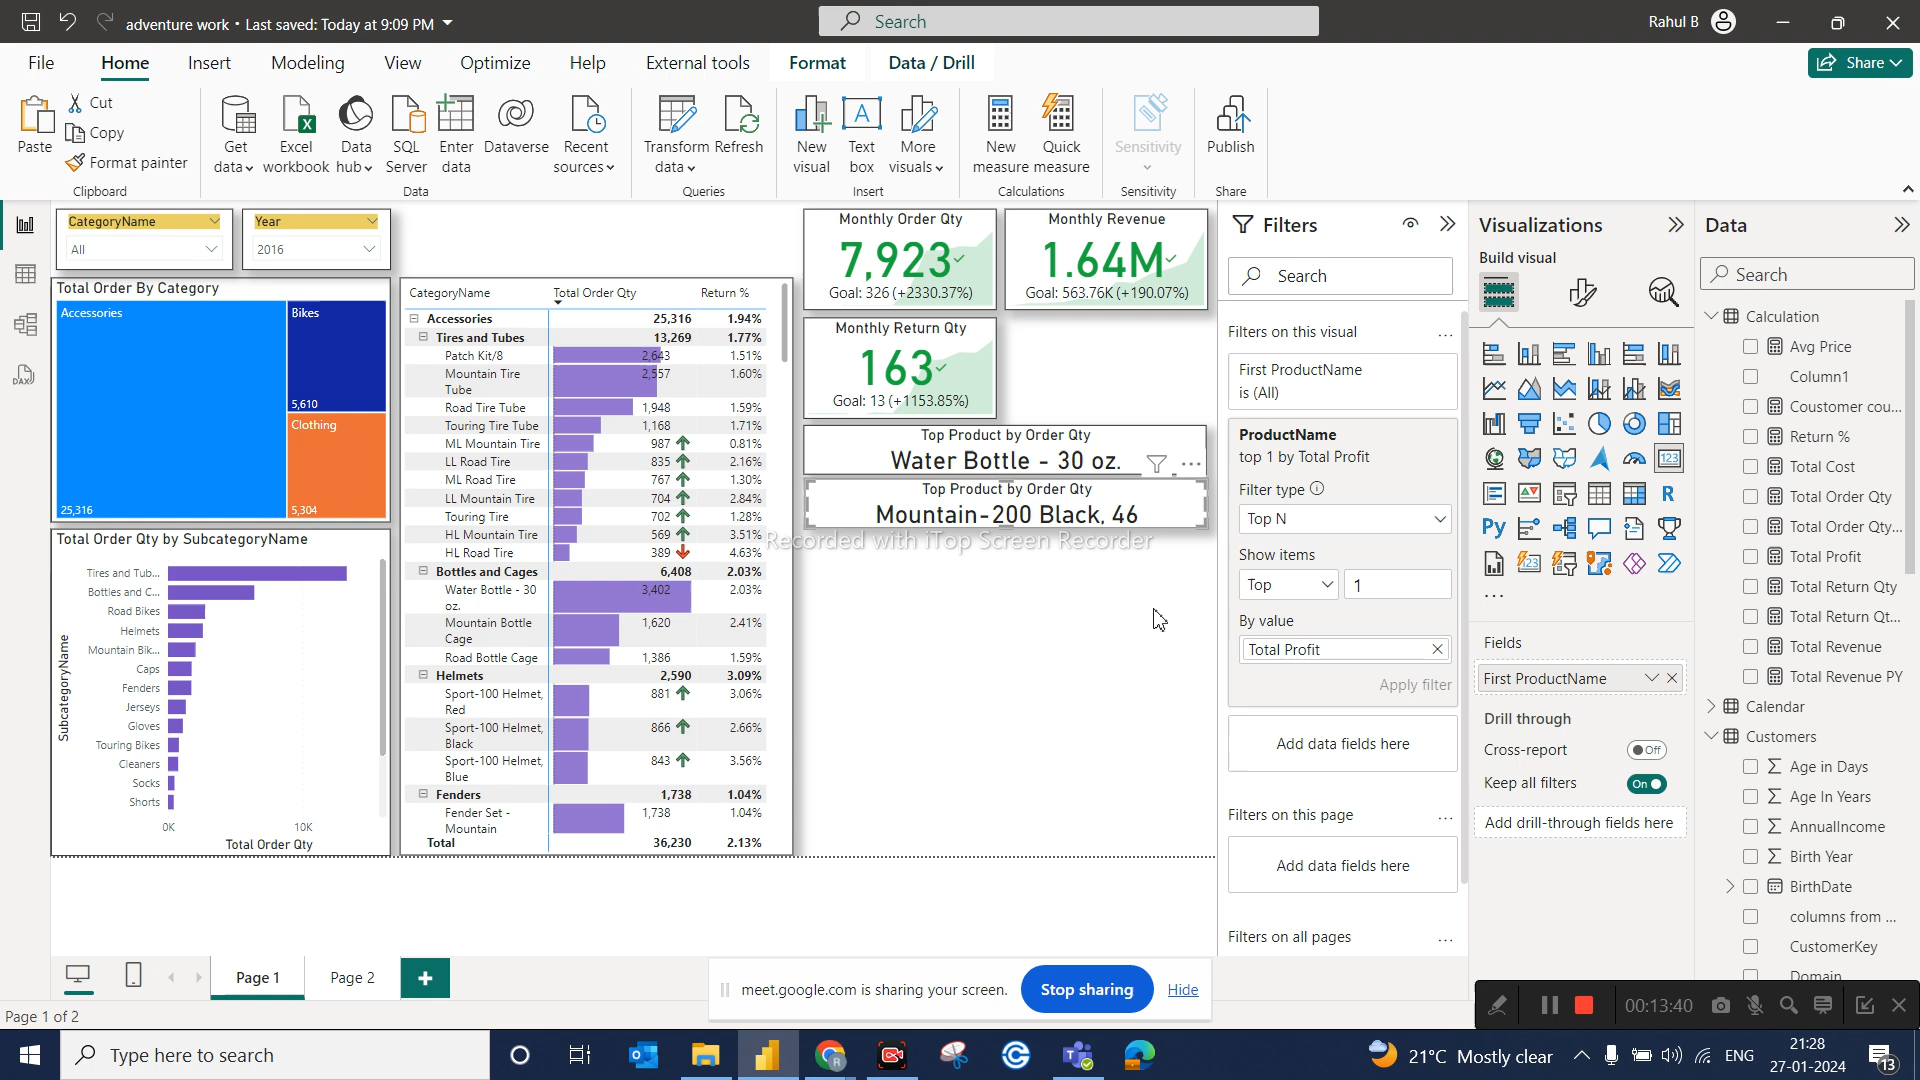 adventure work • Last saved: Today at 9:09 PM
Search
Rahul B
File
Home
Insert
Modeling
View
Optimize
Help
External tools
Format
Data / Drill
Share
Paste
Cut
Copy
Format painter
Clipboard
Get data
Excel workbook
Data hub
SQL Server
Enter data
Dataverse
Recent sources
Data
Transform data
Refresh
Queries
New visual
Text box
More visuals
Insert
New measure
Quick measure
Calculations
Sensitivity
Sensitivity
Publish
Share
CategoryName
All
Year
2016
Total Order By Category
Accessories
25,316
Bikes
5,610
Clothing
5,304
Total Order Qty by SubcategoryName
SubcategoryName
Tires and Tub...
Bottles and C...
Road Bikes
Helmets
Mountain Bik...
Caps
Fenders
Jerseys
Gloves
Touring Bikes
Cleaners
Socks
Shorts
0K 10K
Total Order Qty
CategoryName Total Order Qty Return %
Accessories 25,316 1.94%
Tires and Tubes 13,269 1.77%
Patch Kit/8 2,643 1.51%
Mountain Tire 2,557 1.60%
Tube
Road Tire Tube 1,948 1.59%
Touring Tire Tube 1,168 1.71%
ML Mountain Tire 987 0.81%
LL Road Tire 835 2.16%
ML Road Tire 767 1.30%
LL Mountain Tire 704 2.84%
Touring Tire 702 1.28%
HL Mountain Tire 569 3.51%
HL Road Tire 389 4.63%
Bottles and Cages 6,408 2.03%
Water Bottle - 30 3,402 2.03%
oz.
Mountain Bottle 1,620 2.41%
Cage
Road Bottle Cage 1,386 1.59%
Helmets 2,590 3.09%
Sport-100 Helmet, 881 3.06%
Red
Sport-100 Helmet, 866 2.66%
Black
Sport-100 Helmet, 843 3.56%
Blue
Fenders 1,738 1.04%
Fender Set - 1,738 1.04%
Mountain
Total 36,230 2.13%
Monthly Order Qty
7,923
Goal: 326 (+2330.37%)
Monthly Revenue
1.64M
Goal: 563.76K (+190.07%)
Monthly Return Qty
163
Goal: 13 (+1153.85%)
Top Product by Order Qty
Water Bottle - 30 oz.
Top Product by Order Qty
Mountain-200 Black, 46
Recorded with iTop Screen Recorder
Filters
Search
Filters on this visual
First ProductName
is (All)
ProductName
top 1 by Total Profit
Filter type
Top N
Show items
Top 1
By value
Total Profit
Apply filter
Add data fields here
Filters on this page
Add data fields here
Filters on all pages
Visualizations
Build visual
123
R
Py
123
Fields
First ProductName
Drill through
Cross-report Off
Keep all filters On
Add drill-through fields here
Data
Search
Calculation
Avg Price
Column1
Coustomer cou...
Return %
Total Cost
Total Order Qty
Total Order Qty...
Total Profit
Total Return Qty
Total Return Qt...
Total Revenue
Total Revenue PY
Calendar
Customers
Age in Days
Age In Years
AnnualIncome
Birth Year
BirthDate
columns from ...
CustomerKey
Domain
Page 1
Page 2
Page 1 of 2
meet.google.com is sharing your screen.
Stop sharing
Hide
00:13:40
Type here to search
21°C Mostly clear
ENG
21:28
27-01-2024
13
DAX